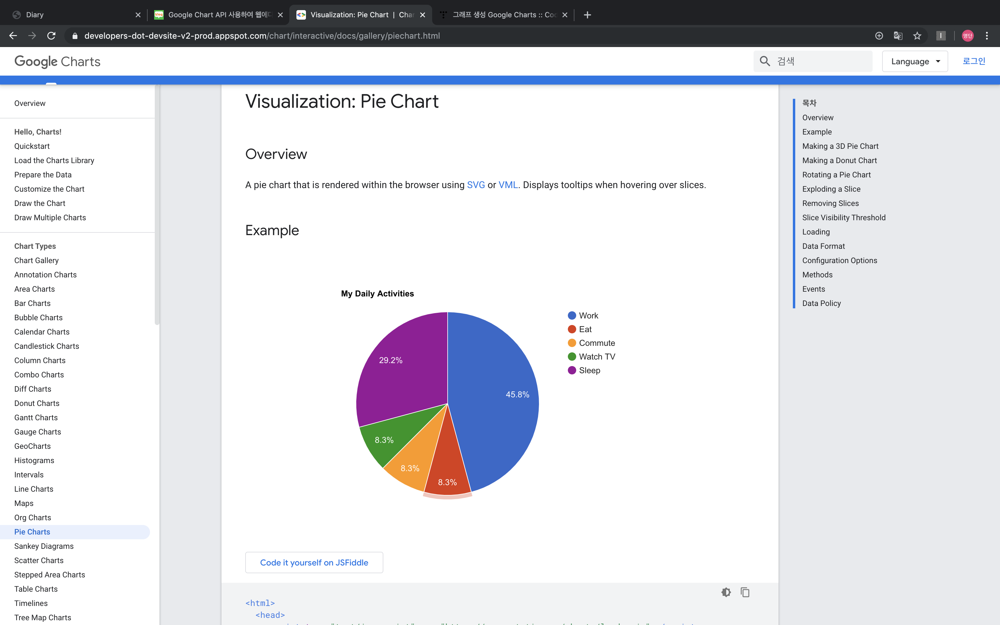 Diary
Google Chart API 사용하여 웹에
Visualization: Pie Chart | Char
그래프 생성 Google Charts :: Coc
developers-dot-devsite-v2-prod.appspot.com/chart/interactive/docs/gallery/piechart.html
영단
Google Charts
검색
Language
로그인
Overview
Hello, Charts!
Quickstart
Load the Charts Library
Prepare the Data
Customize the Chart
Draw the Chart
Draw Multiple Charts
Chart Types
Chart Gallery
Annotation Charts
Area Charts
Bar Charts
Bubble Charts
Calendar Charts
Candlestick Charts
Column Charts
Combo Charts
Diff Charts
Donut Charts
Gantt Charts
Gauge Charts
GeoCharts
Histograms
Intervals
Line Charts
Maps
Org Charts
Pie Charts
Sankey Diagrams
Scatter Charts
Stepped Area Charts
Table Charts
Timelines
Tree Map Charts
Visualization: Pie Chart
Overview
A pie chart that is rendered within the browser using SVG or VML. Displays tooltips when hovering over slices.
Example
My Daily Activities
Work
Eat
Commute
Watch TV
Sleep
29.2%
45.8%
8.3%
8.3%
8.3%
Code it yourself on JSFiddle
<html>
<head>
목차
Overview
Example
Making a 3D Pie Chart
Making a Donut Chart
Rotating a Pie Chart
Exploding a Slice
Removing Slices
Slice Visibility Threshold
Loading
Data Format
Configuration Options
Methods
Events
Data Policy